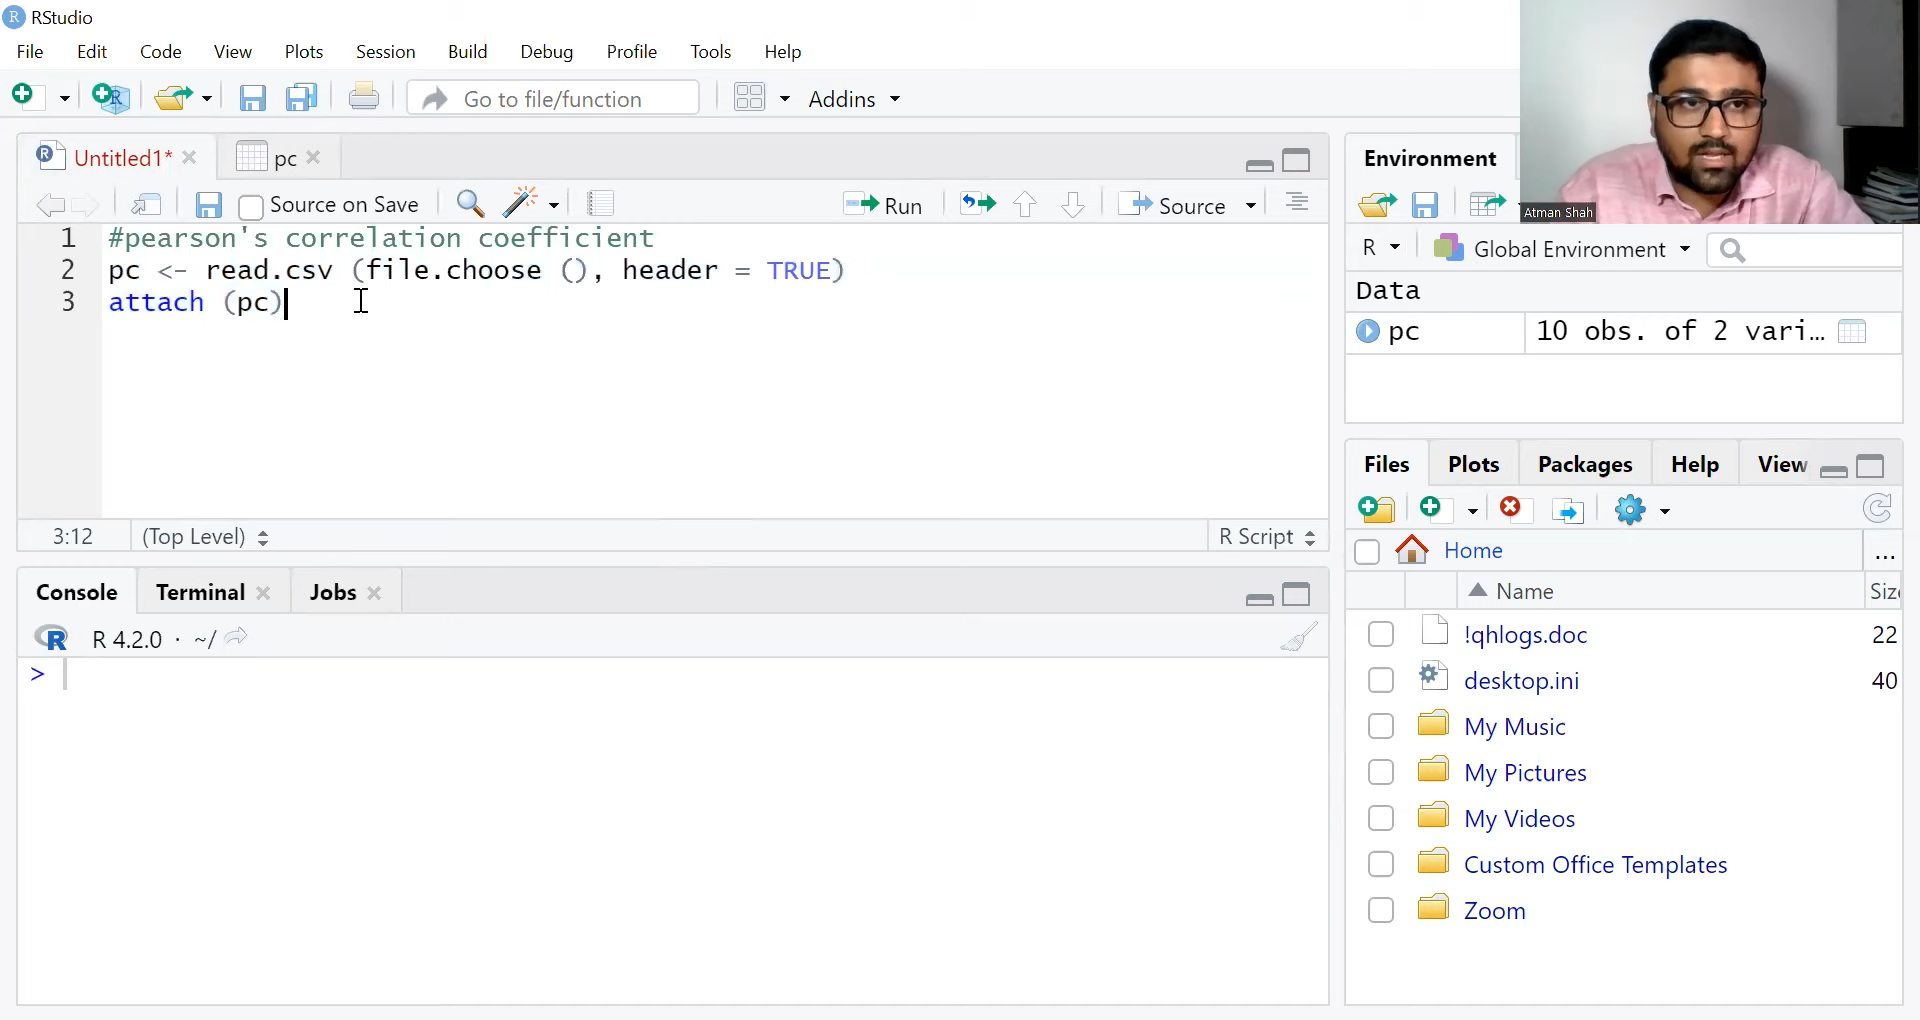 RStudio
File Edit Code View Plots Session Build Debug Profile Tools Help
Go to file/function Addins
Untitled1* pc
Source on Save Run Source
1 #pearson's correlation coefficient
2 pc <- read.csv (file.choose (), header = TRUE)
3 attach (pc)
3:12 (Top Level) R Script
Console Terminal Jobs
R 4.2.0 · ~/
>
Environment
Atman Shah
R Global Environment
Data
pc 10 obs. of 2 vari…
Files Plots Packages Help View
Home ...
Name Siz
!qhlogs.doc 22
desktop.ini 40
My Music
My Pictures
My Videos
Custom Office Templates
Zoom